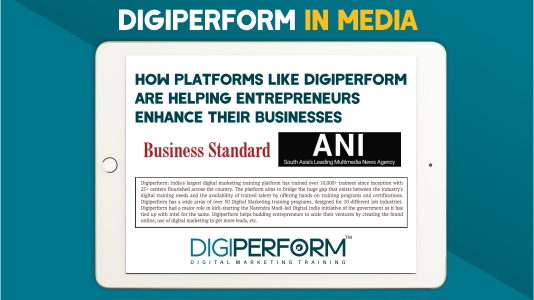 DIGIPERFORM IN MEDIA
HOW PLATFORMS LIKE DIGIPERFORM
ARE HELPING ENTREPRENEURS
ENHANCE THEIR BUSINESSES
Business Standard
ANI
South Asia's Leading Multimedia News Agency
Digiperform: India's largest digital marketing training platform has trained over 10,000+ trainees since inception with
25+ centers flourished across the country. The platform aims to bridge the huge gap that exists between the industry's
digital training needs and the availability of trained talent by offering hands-on training programs and certifications.
Digiperform has a wide array of over 50 Digital Marketing training programs, designed for 10 different job industries.
Digiperform had a major role in kick-starting the Narendra Modi-led Digital India initiative of the government as it has
tied up with Intel for the same. Digiperform helps budding entrepreneurs to scale their ventures by creating the brand
online, use of digital marketing to get more leads, etc.
DIGIPERFORM™
DIGITAL MARKETING TRAINING